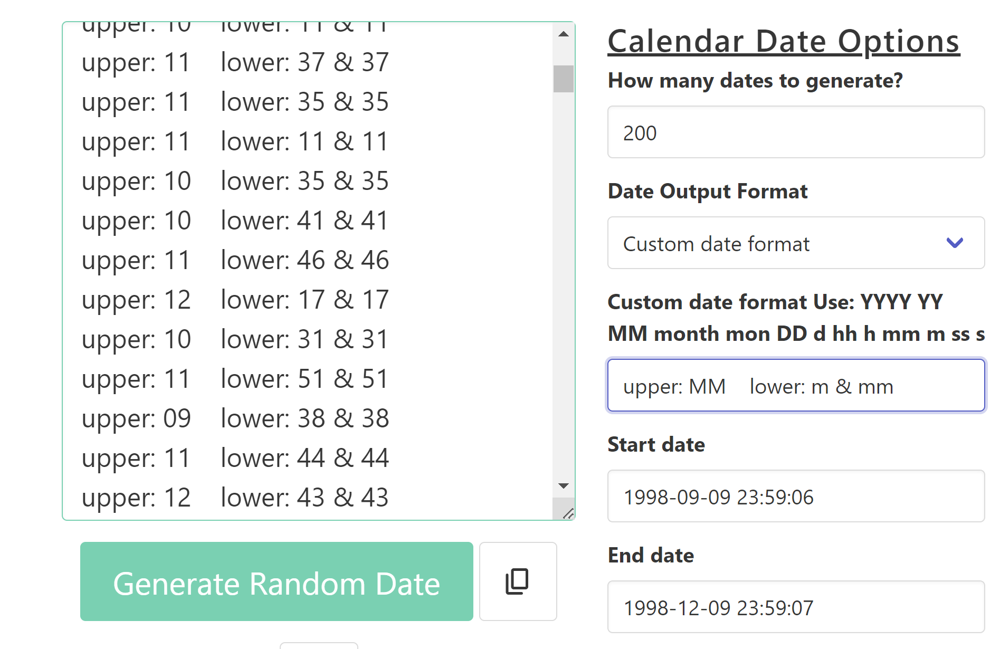 upper: 10    lower: 11 & 11
upper: 11    lower: 37 & 37
upper: 11    lower: 35 & 35
upper: 11    lower: 11 & 11
upper: 10    lower: 35 & 35
upper: 10    lower: 41 & 41
upper: 11    lower: 46 & 46
upper: 12    lower: 17 & 17
upper: 10    lower: 31 & 31
upper: 11    lower: 51 & 51
upper: 09    lower: 38 & 38
upper: 11    lower: 44 & 44
upper: 12    lower: 43 & 43
Generate Random Date
Calendar Date Options
How many dates to generate?
200
Date Output Format
Custom date format
Custom date format Use: YYYY YY
MM month mon DD d hh h mm m ss s
upper: MM    lower: m & mm
Start date
1998-09-09 23:59:06
End date
1998-12-09 23:59:07